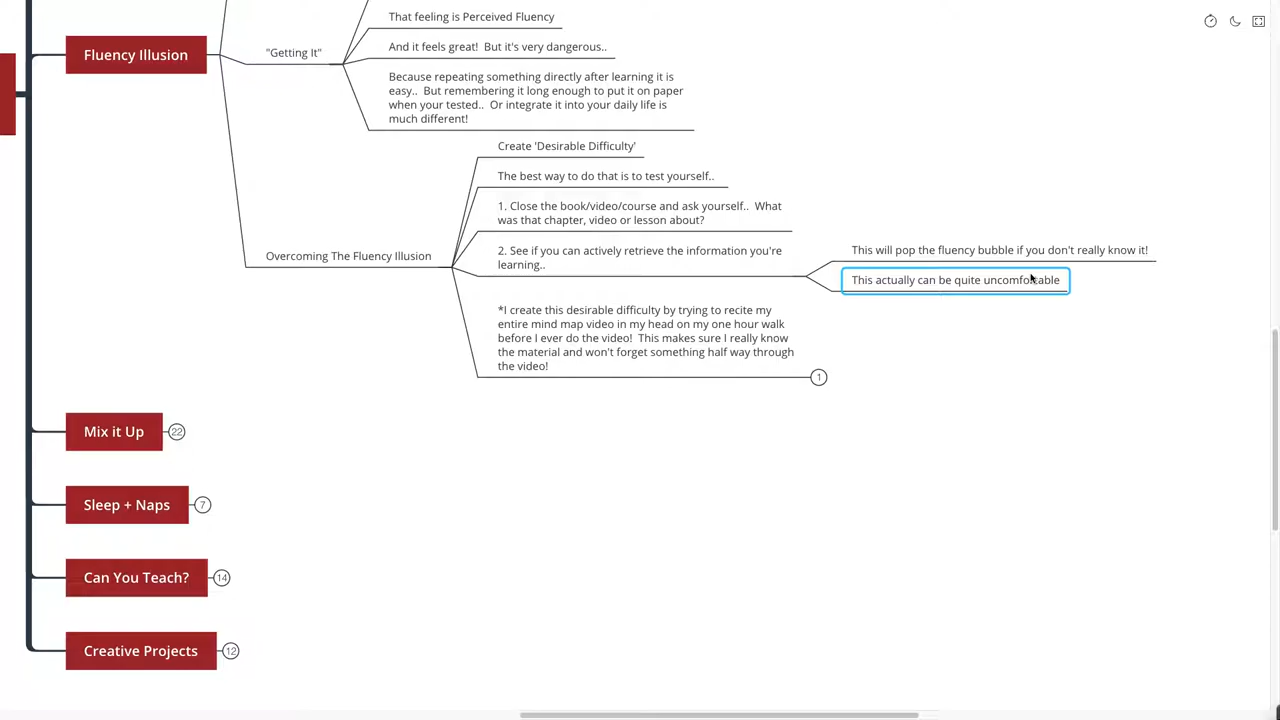 That feeling is Perceived Fluency
Fluency Illusion
"Getting It"
And it feels great!  But it's very dangerous..
Because repeating something directly after learning it is
easy..  But remembering it long enough to put it on paper
when your tested..  Or integrate it into your daily life is
much different!
Create 'Desirable Difficulty'
The best way to do that is to test yourself..
1. Close the book/video/course and ask yourself..  What
was that chapter, video or lesson about?
Overcoming The Fluency Illusion
2. See if you can actively retrieve the information you're
learning..
This will pop the fluency bubble if you don't really know it!
This actually can be quite uncomfortable
*I create this desirable difficulty by trying to recite my
entire mind map video in my head on my one hour walk
before I ever do the video!  This makes sure I really know
the material and won't forget something half way through
the video!
1
Mix it Up
22
Sleep + Naps
7
Can You Teach?
14
Creative Projects
12